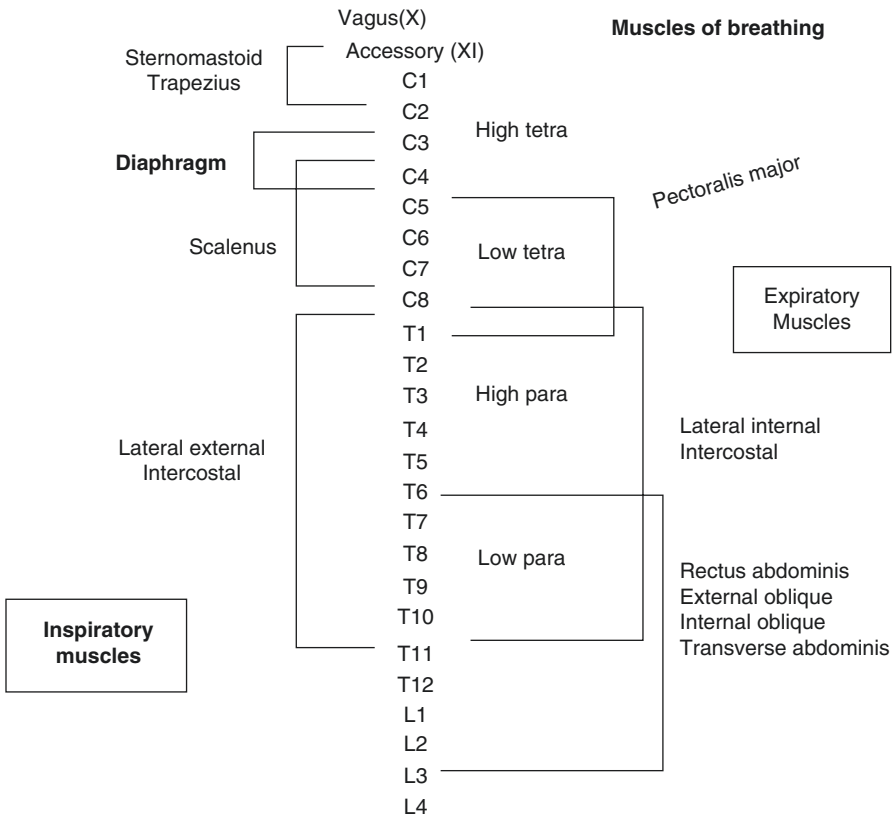 Muscles of breathing
Vagus(X)
Accessory (XI)
Sternomastoid
Trapezius
C1
C2
C3
High tetra
Diaphragm
C4
Pectoralis major
C5
C6
Scalenus
Low tetra
C7
C8
Expiratory
Muscles
T1
T2
T3
High para
T4
Lateral internal
Intercostal
Lateral external
Intercostal
T5
T6
T7
T8
Low para
T9
Rectus abdominis
External oblique
Internal oblique
Transverse abdominis
T10
Inspiratory
muscles
T11
T12
L1
L2
L3
L4